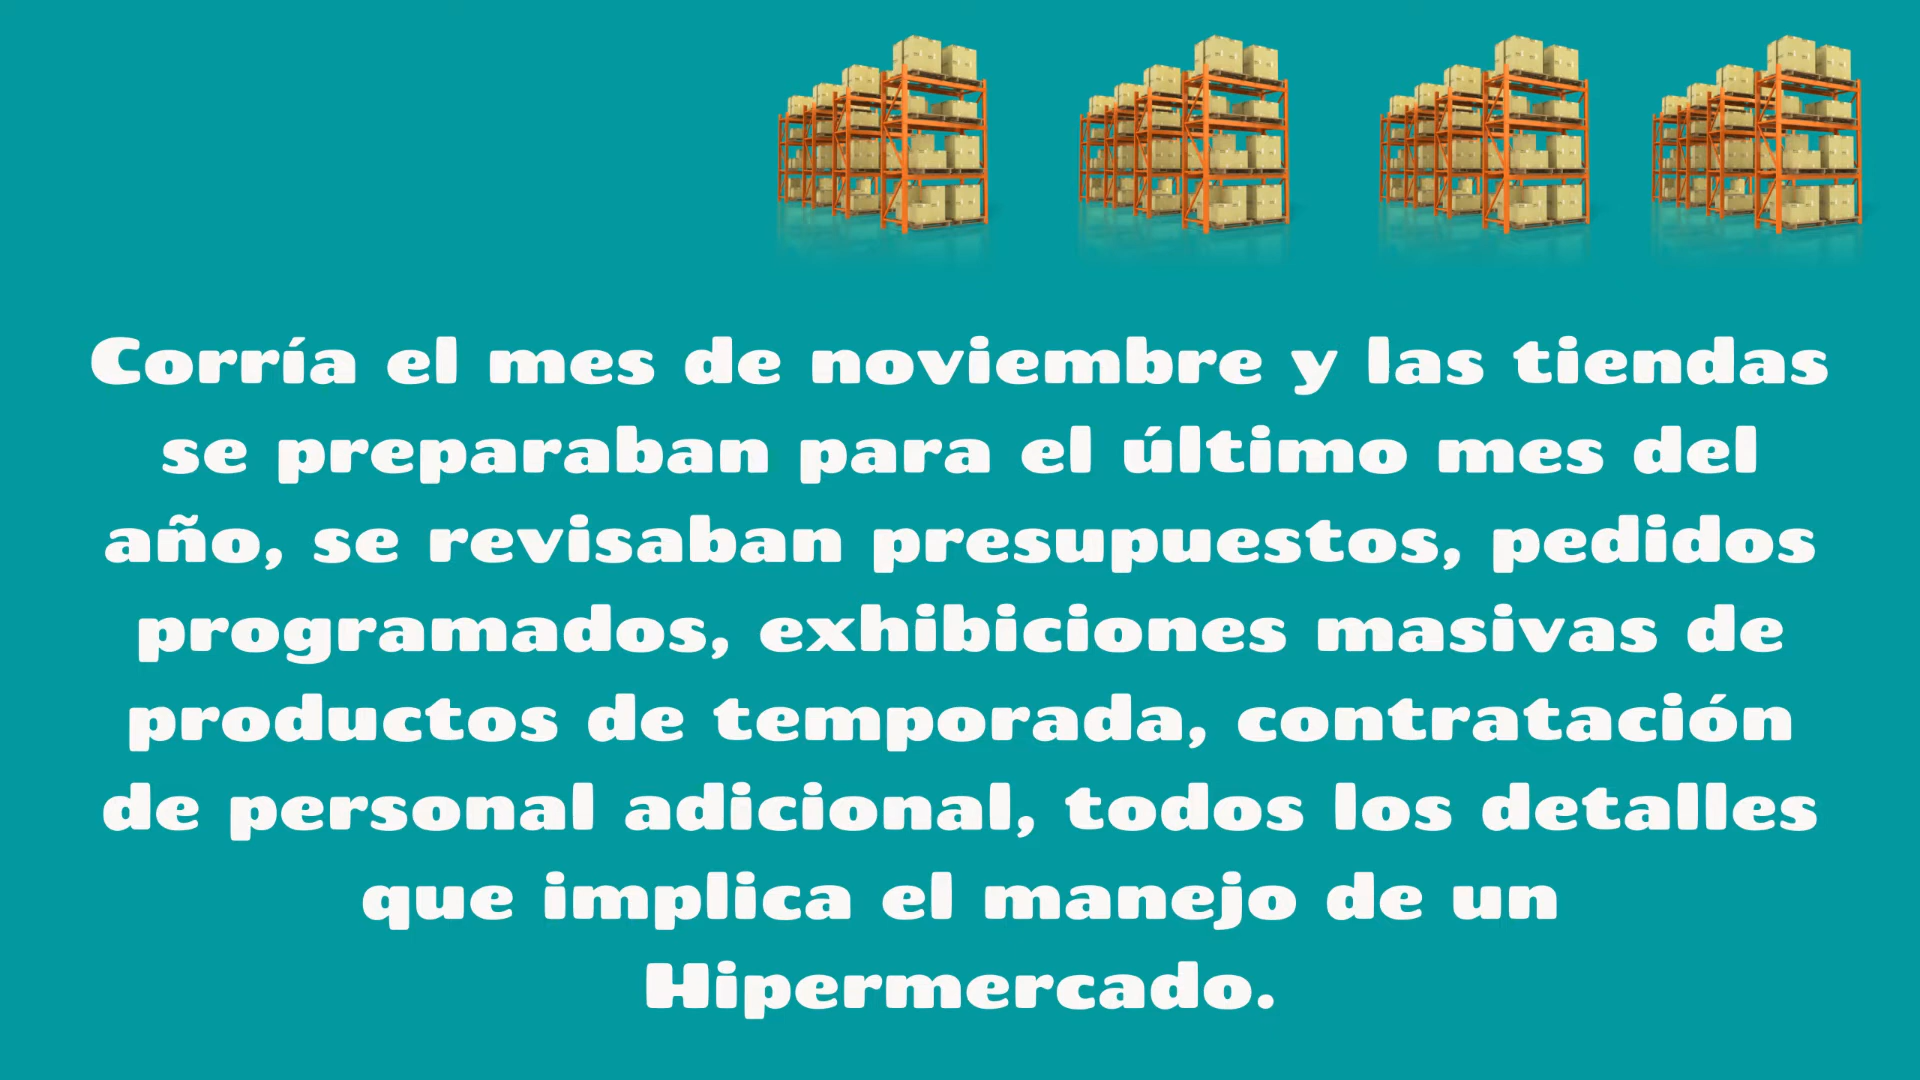 Corría el mes de noviembre y las tiendas
se preparaban para el último mes del
año, se revisaban presupuestos, pedidos
programados, exhibiciones masivas de
productos de temporada, contratación
de personal adicional, todos los detalles
que implica el manejo de un
Hipermercado.